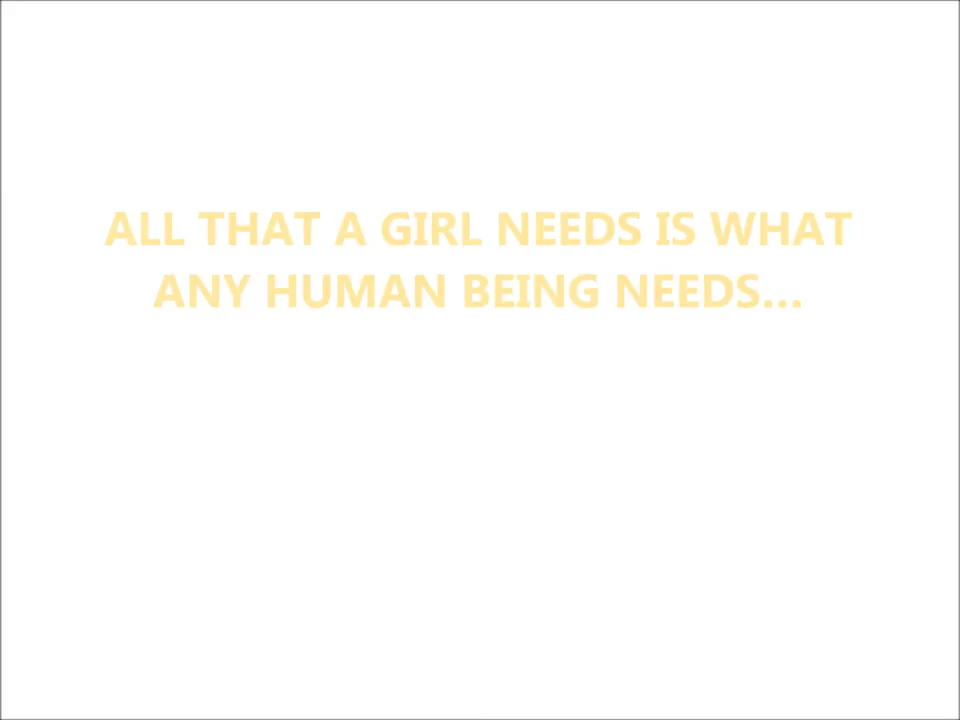 ALL THAT A GIRL NEEDS IS WHAT
ANY HUMAN BEING NEEDS...